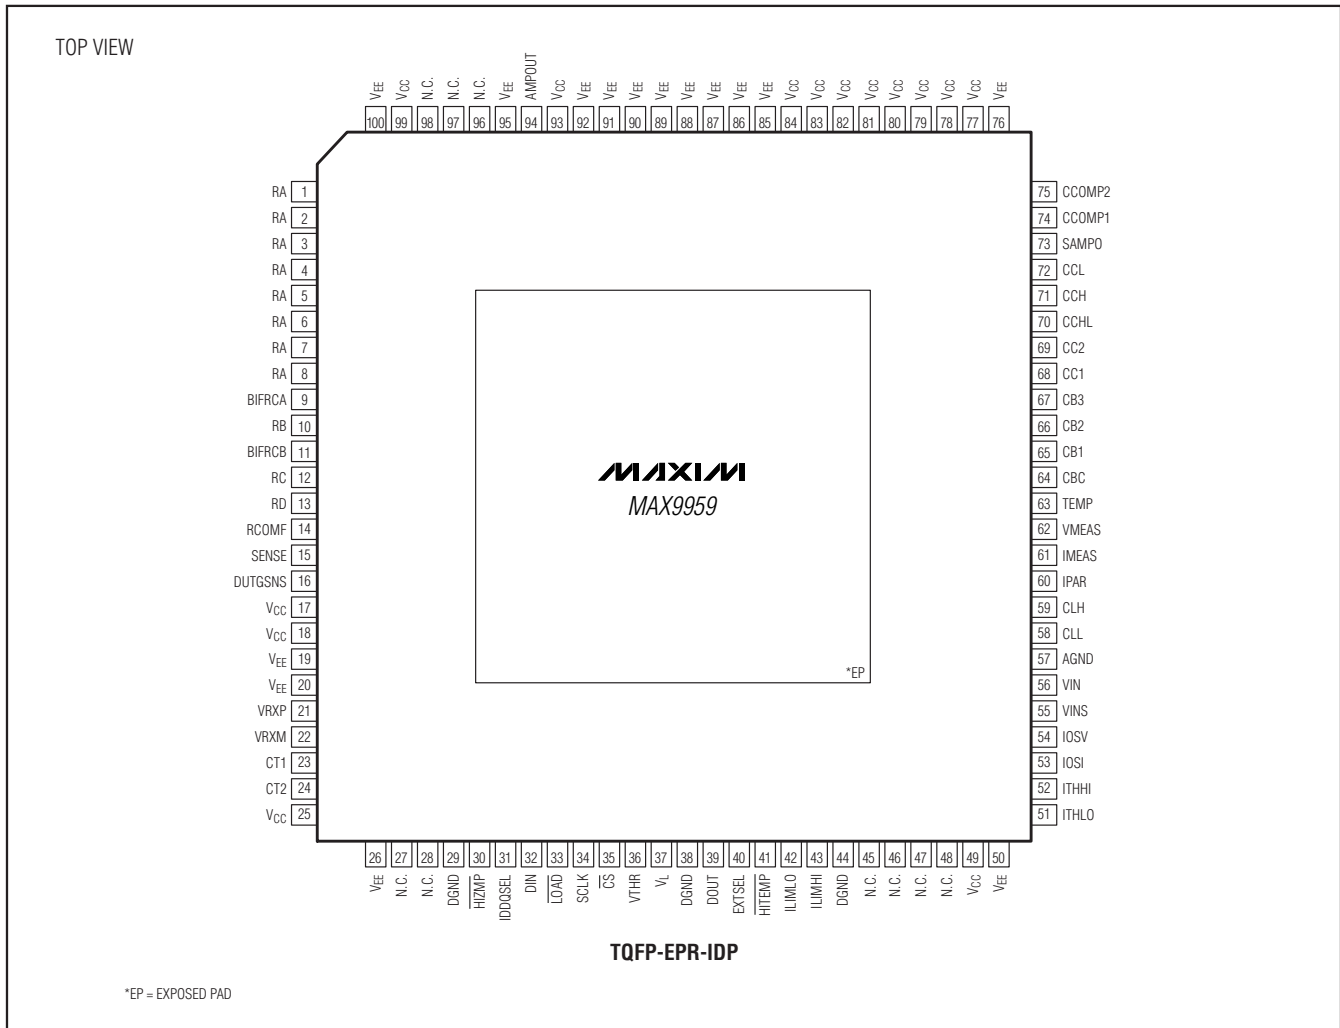 TOP VIEW
VEE VCC N.C. N.C. N.C. VEE AMPOUT VCC VEE VEE VEE VEE VEE VEE VEE VEE VCC VCC VCC VCC VCC VCC VCC VCC VEE
100 99 98 97 96 95 94 93 92 91 90 89 88 87 86 85 84 83 82 81 80 79 78 77 76
RA 1
RA 2
RA 3
RA 4
RA 5
RA 6
RA 7
RA 8
BIFRCA 9
RB 10
BIFRCB 11
RC 12
RD 13
RCOMF 14
SENSE 15
DUTGSNS 16
VCC 17
VCC 18
VEE 19
VEE 20
VRXP 21
VRXM 22
CT1 23
CT2 24
VCC 25
MAXIM
MAX9959
*EP
75 CCOMP2
74 CCOMP1
73 SAMPO
72 CCL
71 CCH
70 CCHL
69 CC2
68 CC1
67 CB3
66 CB2
65 CB1
64 CBC
63 TEMP
62 VMEAS
61 IMEAS
60 IPAR
59 CLH
58 CLL
57 AGND
56 VIN
55 VINS
54 IOSV
53 IOSI
52 ITHHI
51 ITHLO
26 27 28 29 30 31 32 33 34 35 36 37 38 39 40 41 42 43 44 45 46 47 48 49 50
VEE N.C. N.C. DGND HIZMP IDDQSEL DIN LOAD SCLK CS VTHR VL DGND DOUT EXTSEL HITEMP ILIMLO ILIMHI DGND N.C. N.C. N.C. N.C. VCC VEE
TQFP-EPR-IDP
*EP = EXPOSED PAD